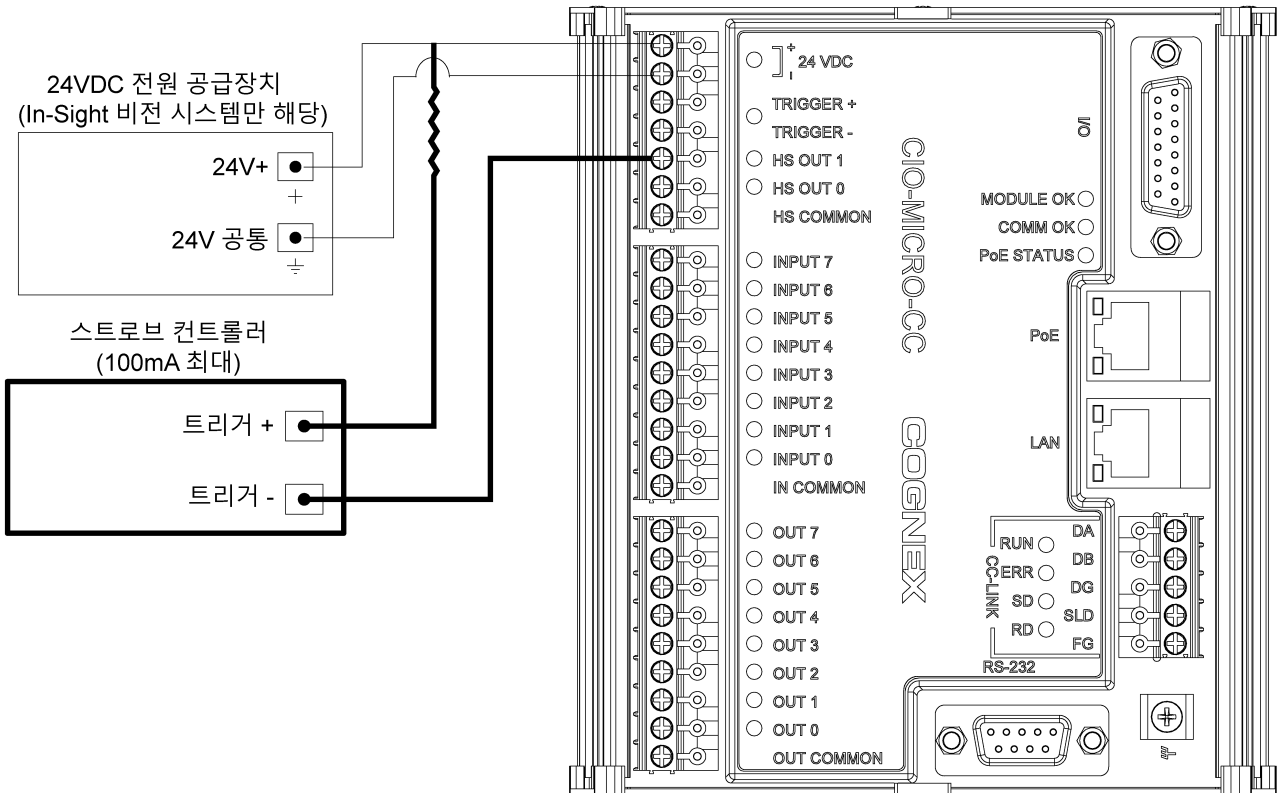 24VDC 전원 공급장치
(In-Sight 비전 시스템만 해당)
24V+
24V 공통
스트로브 컨트롤러
(100mA 최대)
트리거 +
트리거 -
+
24 VDC
-
TRIGGER +
TRIGGER -
HS OUT 1
HS OUT 0
HS COMMON
INPUT 7
INPUT 6
INPUT 5
INPUT 4
INPUT 3
INPUT 2
INPUT 1
INPUT 0
IN COMMON
OUT 7
OUT 6
OUT 5
OUT 4
OUT 3
OUT 2
OUT 1
OUT 0
OUT COMMON
CIO-MICRO-CC
COGNEX
I/O
MODULE OK
COMM OK
PoE STATUS
PoE
LAN
CC-LINK
RUN
ERR
SD
RD
DA
DB
DG
SLD
FG
RS-232